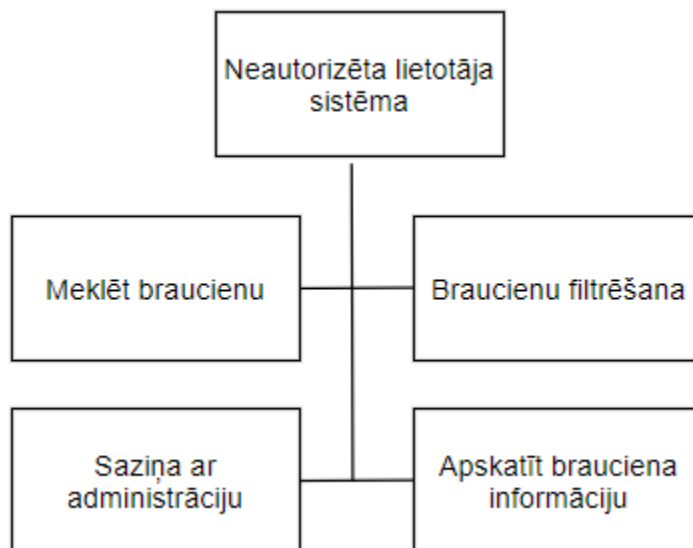 Neautorizēta lietotāja
sistēma
Meklēt braucienu
Braucienu filtrēšana
Saziņa ar
administrāciju
Apskatīt brauciena
informāciju